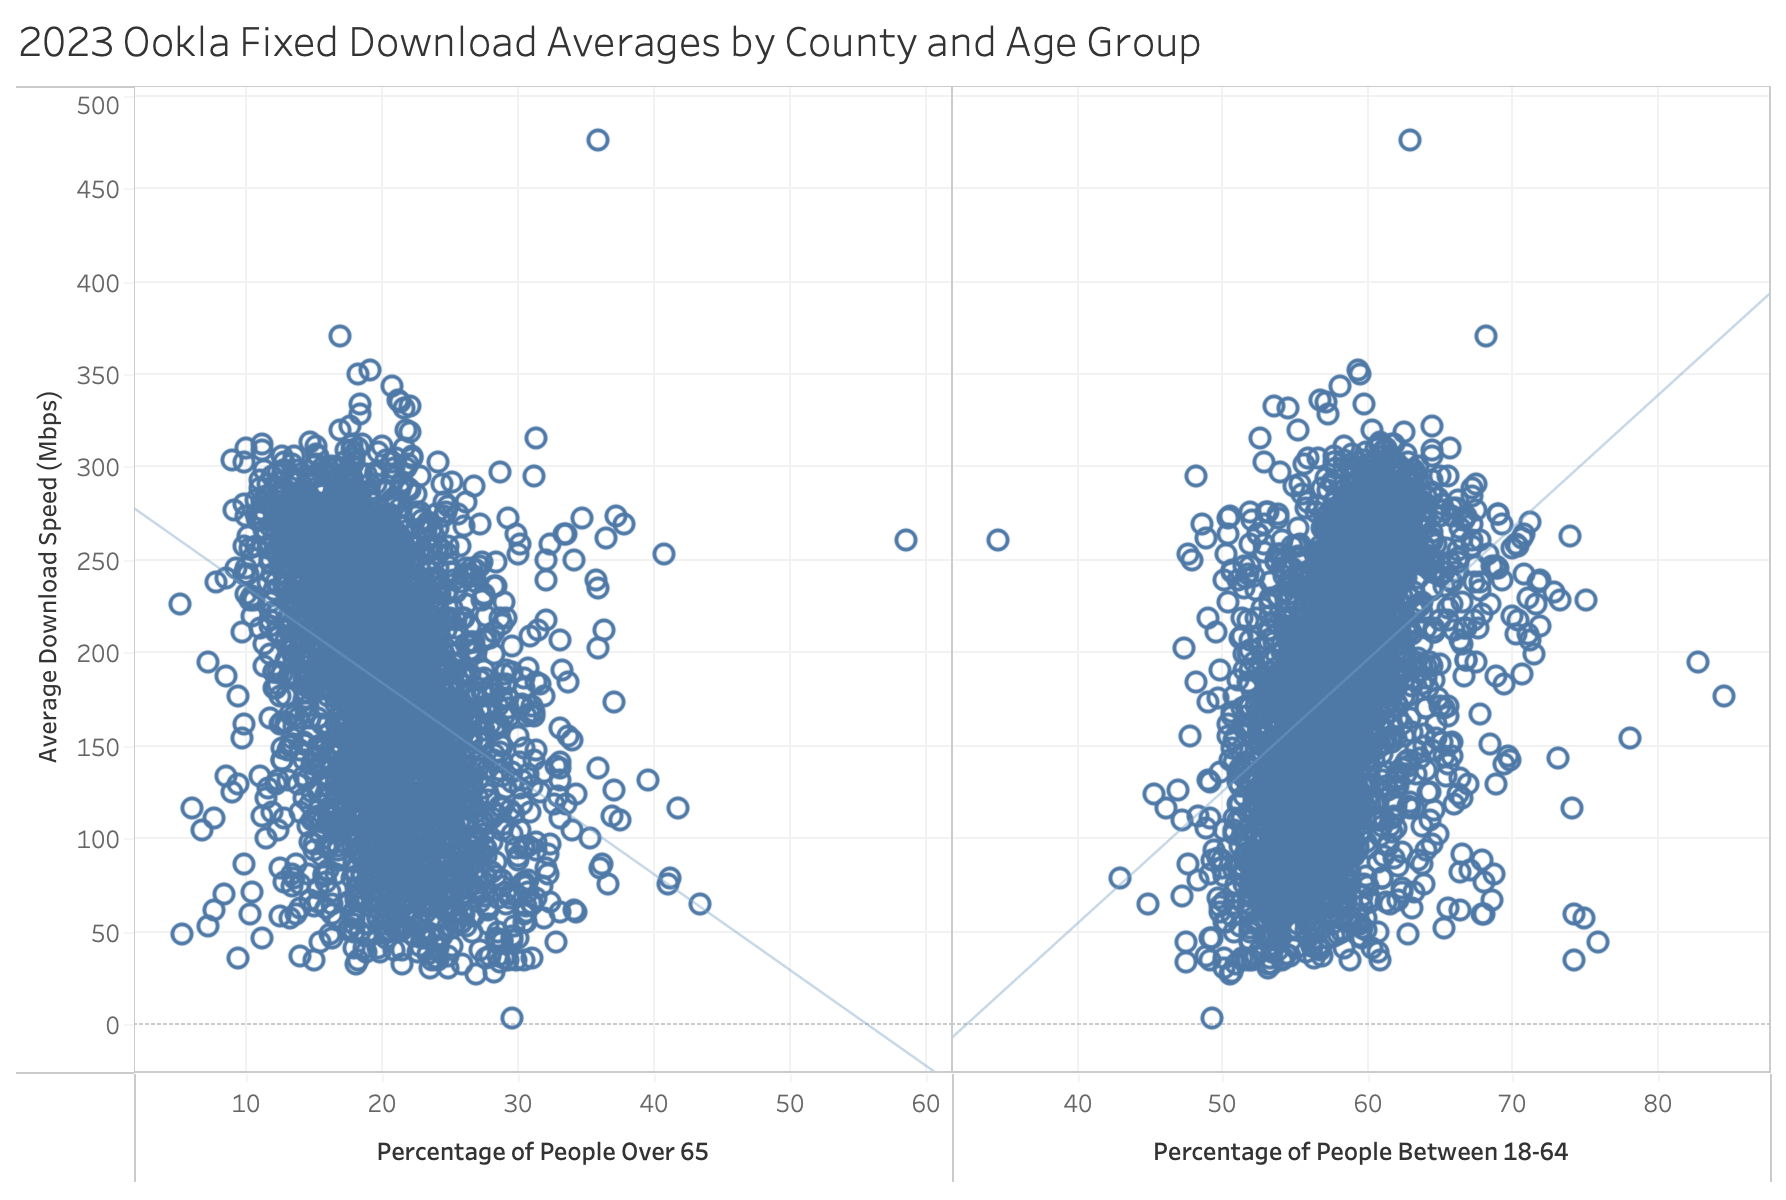 2023 Ookla Fixed Download Averages by County and Age Group
Average Download Speed (Mbps)
500
450
400
350
300
250
200
150
100
50
0
10 20 30 40 50 60 40 50 60 70 80
Percentage of People Over 65 Percentage of People Between 18-64